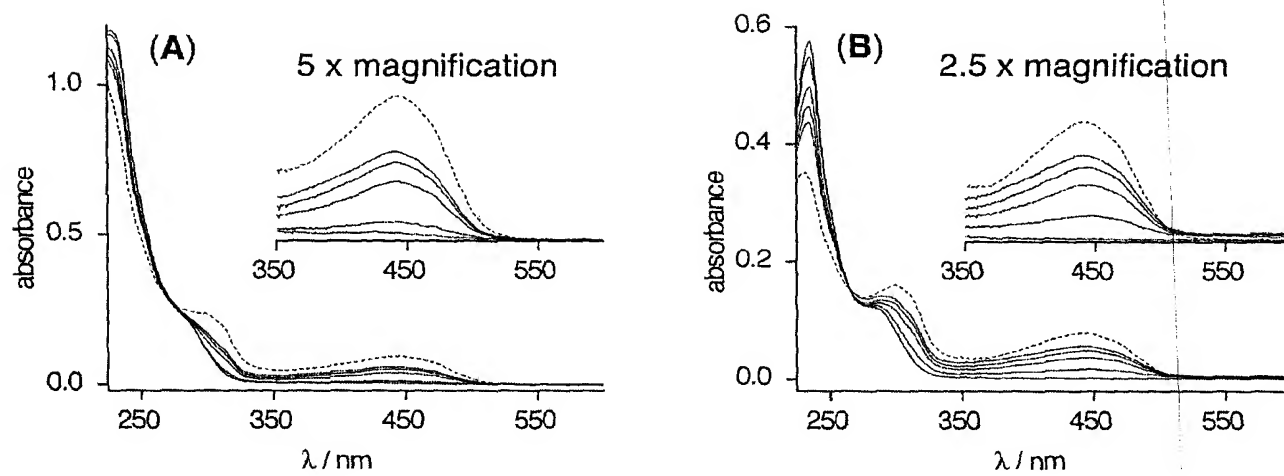 (A)
5 x magnification
1.0
0.5
0.0
absorbance
350 450 550
250 350 450 550
λ / nm
(B)
2.5 x magnification
0.6
0.4
0.2
0.0
absorbance
350 450 550
250 350 450 550
λ / nm